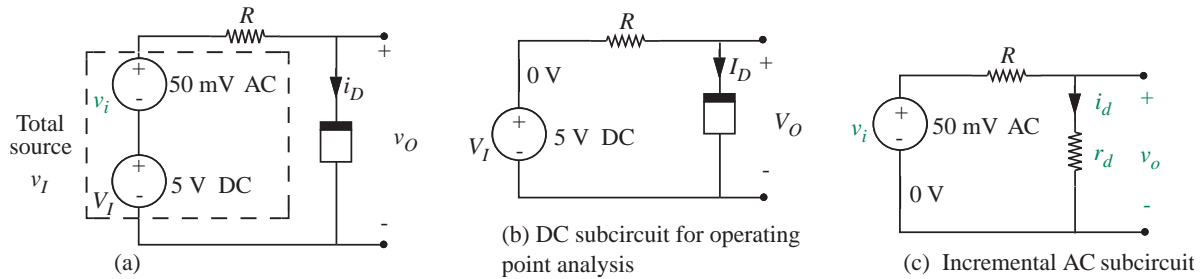 R
+
i_D
+
-
50 mV AC
v_i
Total
source
v_I
+
-
5 V DC
V_I
v_O
-
(a)
R
0 V
I_D
+
+
-
V_I
5 V DC
V_O
-
(b) DC subcircuit for operating
point analysis
R
+
-
v_i
50 mV AC
i_d
+
r_d
v_o
0 V
-
(c) Incremental AC subcircuit